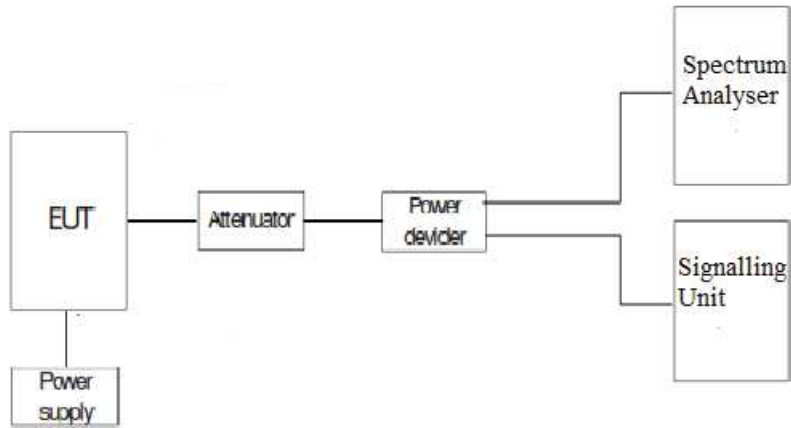 Spectrum
Analyser
EUT
Attenuator
Power
devider
Signalling
Unit
Power
supply